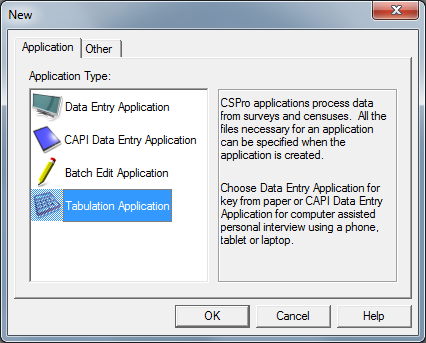 New
Application
Other
Application Type:
Data Entry Application
CAPI Data Entry Application
Batch Edit Application
Tabulation Application
CSPro applications process data
from surveys and censuses.  All the
files necessary for an application
can be specified when the
application is created.
Choose Data Entry Application for
key from paper or CAPI Data Entry
Application for computer assisted
personal interview using a phone,
tablet or laptop.
OK
Cancel
Help